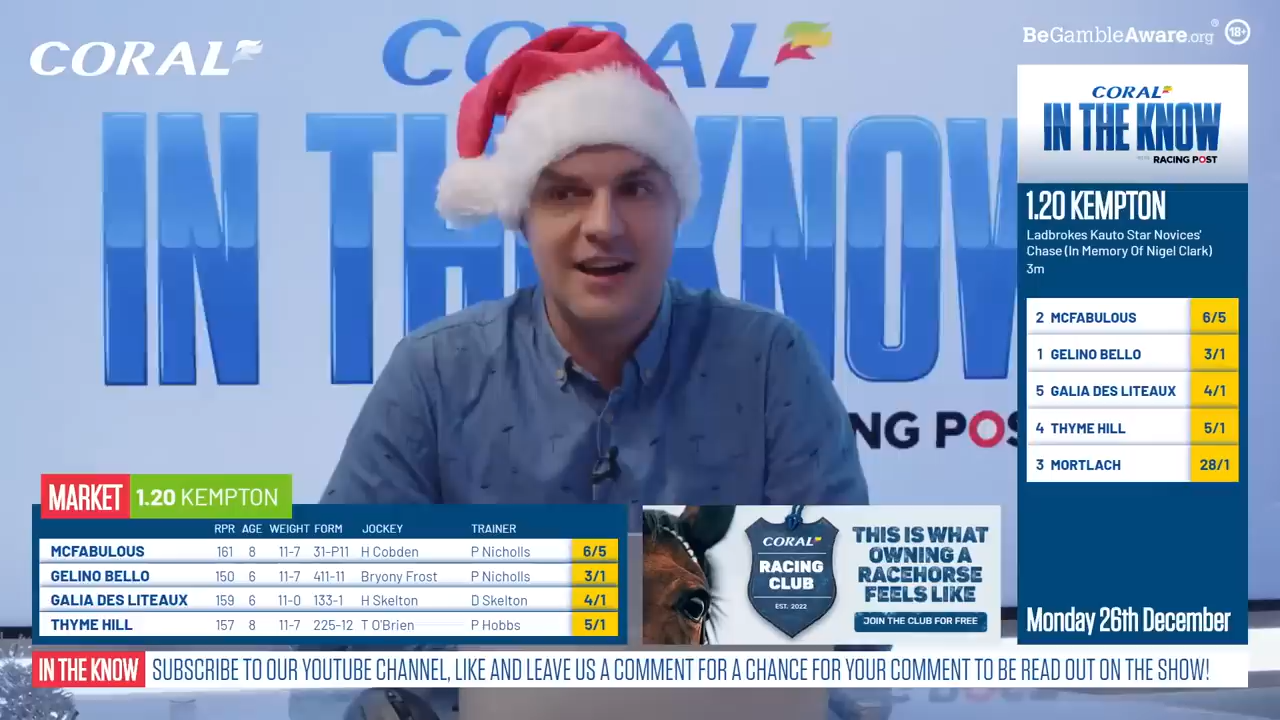 CORAL
CORAL
IN THE KNOW
NG POS
BeGambleAware.org® 18+
CORAL
IN THE KNOW
WITH RACING POST
1.20 KEMPTON
Ladbrokes Kauto Star Novices'
Chase (In Memory Of Nigel Clark)
3m
2 MCFABULOUS 6/5
1 GELINO BELLO 3/1
5 GALIA DES LITEAUX 4/1
4 THYME HILL 5/1
3 MORTLACH 28/1
Monday 26th December
MARKET 1.20 KEMPTON
RPR AGE WEIGHT FORM JOCKEY TRAINER
MCFABULOUS 161 8 11-7 31-P11 H Cobden P Nicholls 6/5
GELINO BELLO 150 6 11-7 411-11 Bryony Frost P Nicholls 3/1
GALIA DES LITEAUX 159 6 11-0 133-1 H Skelton D Skelton 4/1
THYME HILL 157 8 11-7 225-12 T O'Brien P Hobbs 5/1
CORAL
RACING
CLUB
EST. 2022
THIS IS WHAT
OWNING A
RACEHORSE
FEELS LIKE
JOIN THE CLUB FOR FREE
IN THE KNOW SUBSCRIBE TO OUR YOUTUBE CHANNEL, LIKE AND LEAVE US A COMMENT FOR A CHANCE FOR YOUR COMMENT TO BE READ OUT ON THE SHOW!